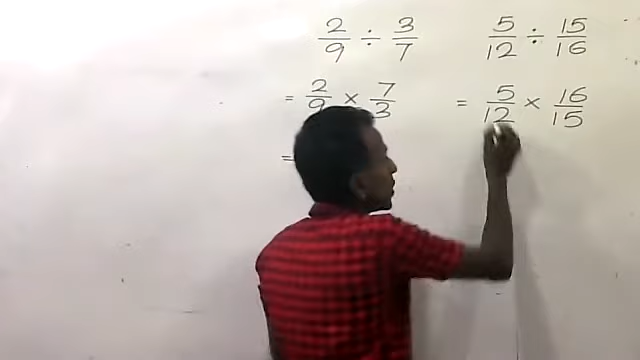 2/9 ÷ 3/7
= 2/9 × 7/3
=
5/12 ÷ 15/16
= 5/12 × 16/15